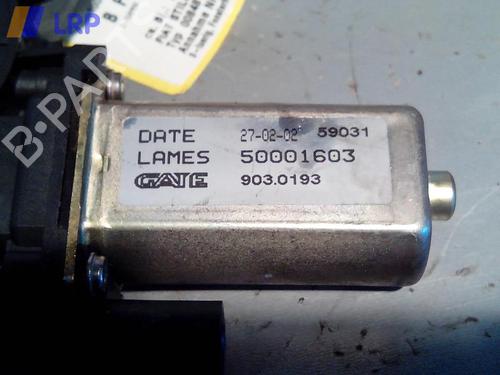 LRP
B-PARTS
DATE 27-02-02 59031
LAMES 50001603
GATE 903.0193